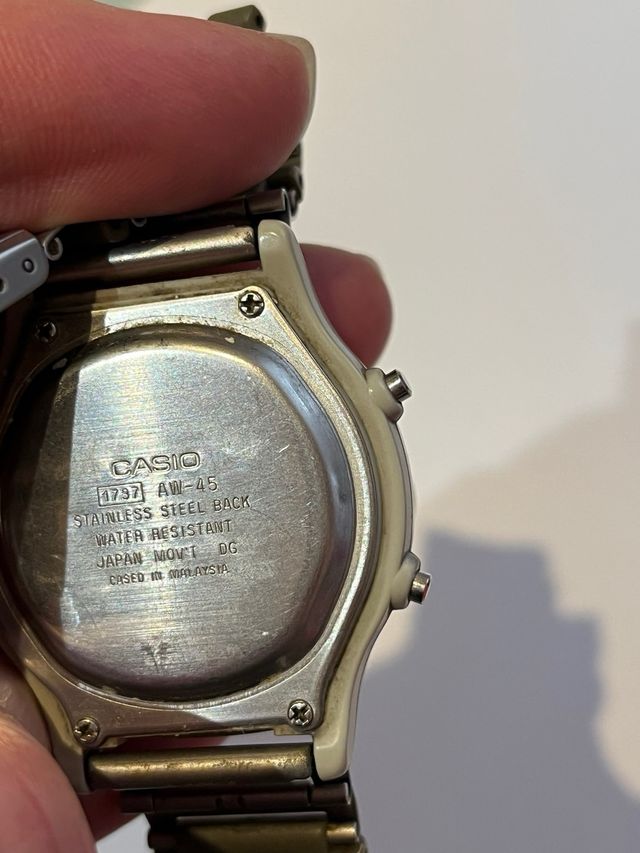 CASIO
1797 AW-45
STAINLESS STEEL BACK
WATER RESISTANT
JAPAN MOV'T DG
CASED IN MALAYSIA